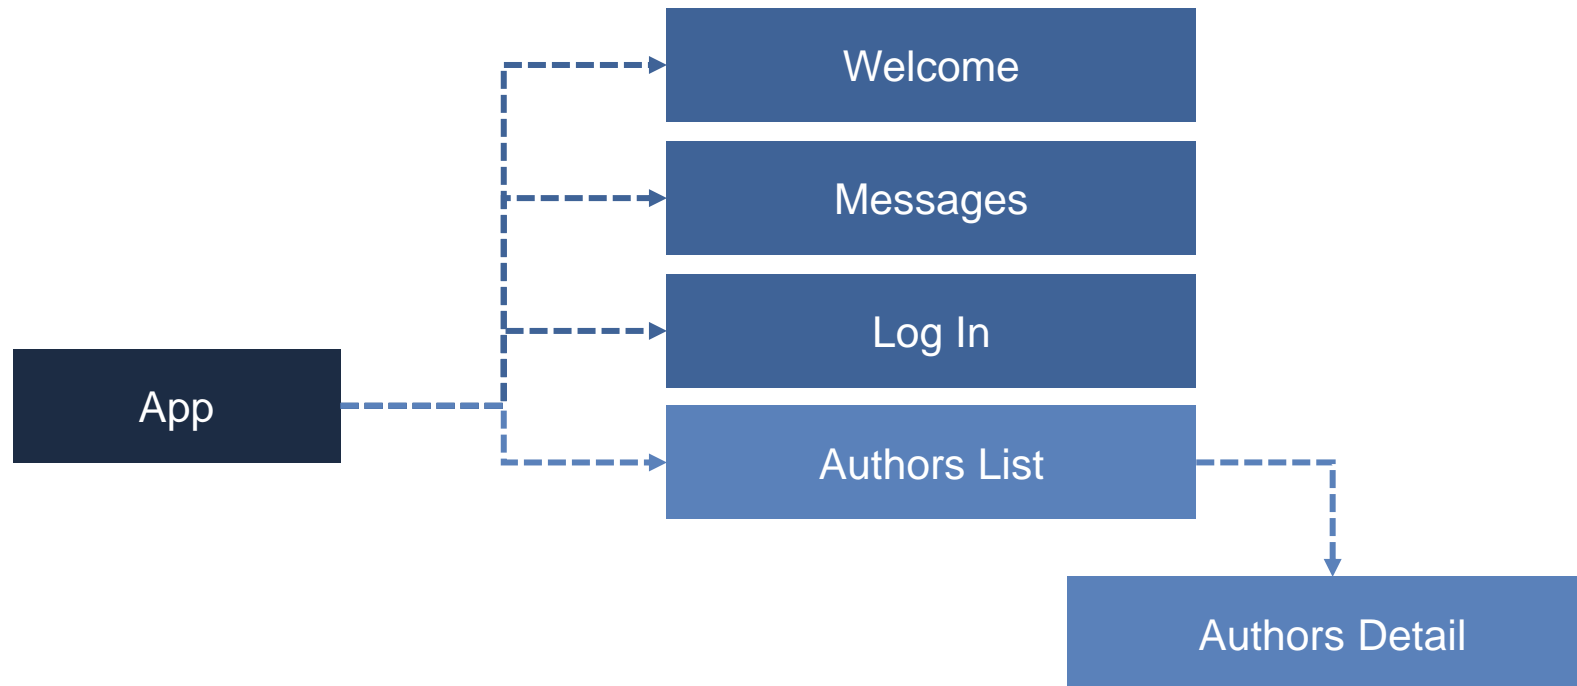 Welcome
Messages
Log In
App
Authors List
Authors Detail